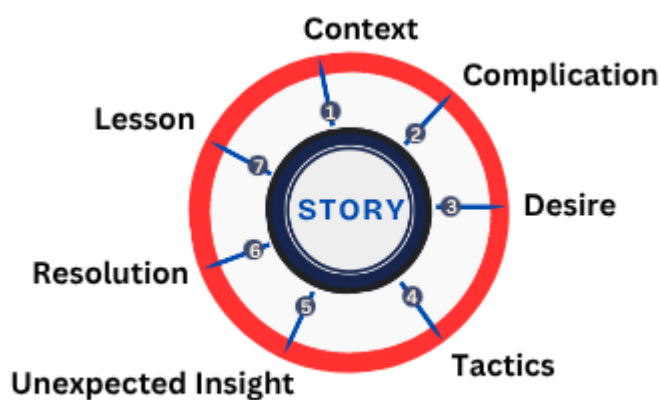 Context
1
Complication
2
Desire
3
Tactics
4
Unexpected Insight
5
Resolution
6
Lesson
7
STORY